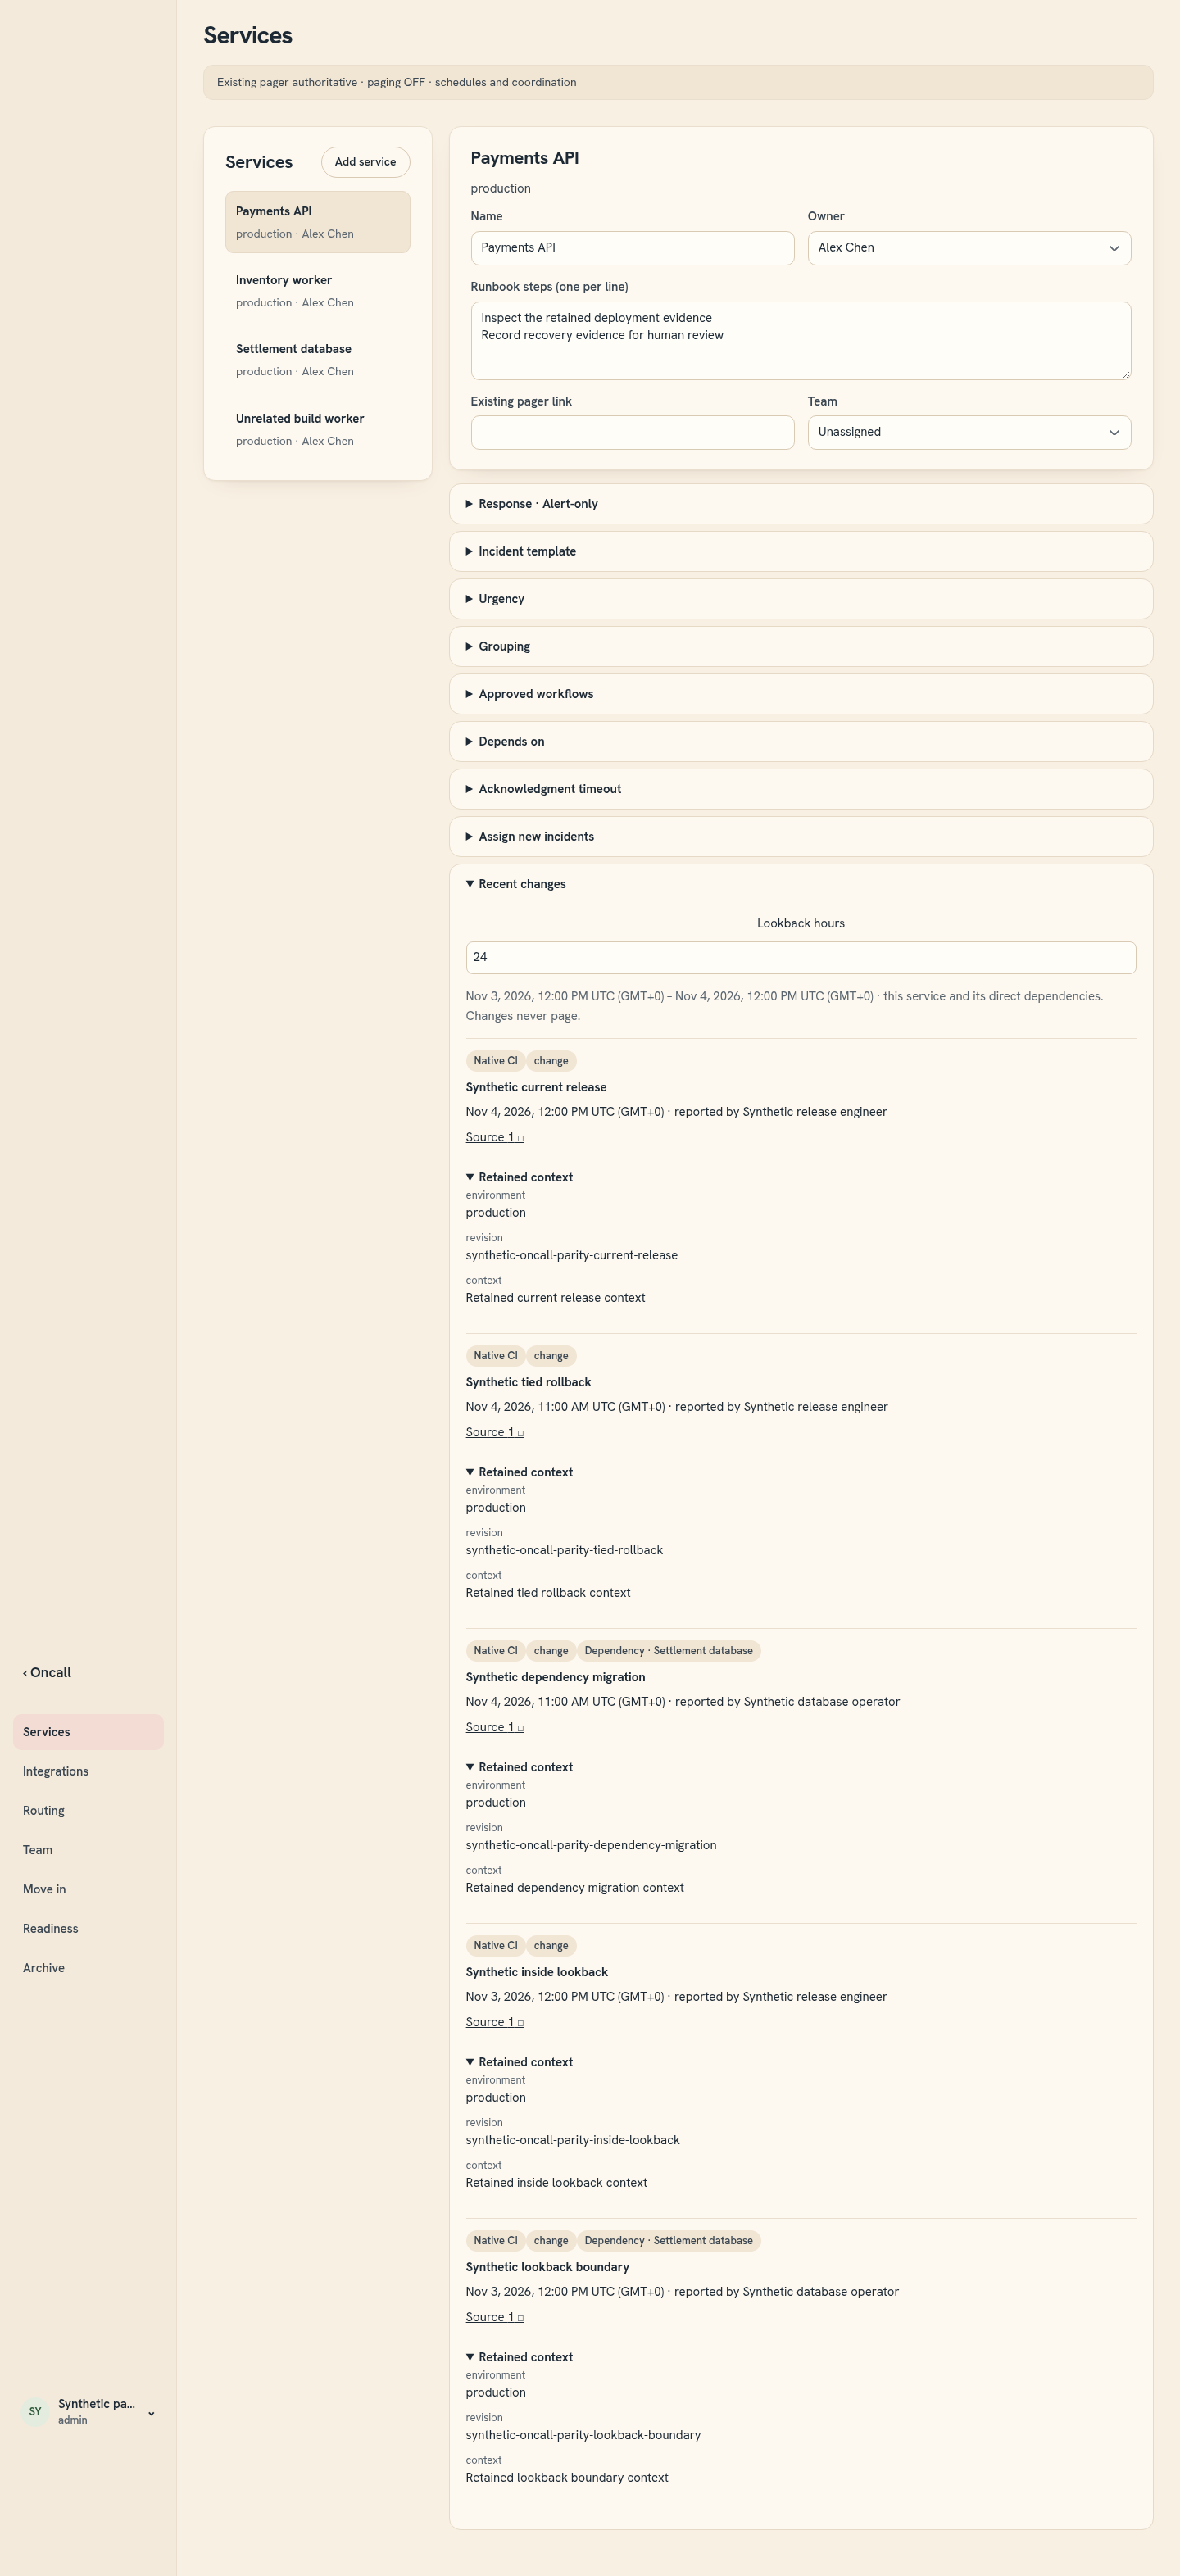 Services
Existing pager authoritative · paging OFF · schedules and coordination
Services
Add service
Payments API
production · Alex Chen
Inventory worker
production · Alex Chen
Settlement database
production · Alex Chen
Unrelated build worker
production · Alex Chen
Payments API
production
Name
Owner
Payments API
Alex Chen
Runbook steps (one per line)
Inspect the retained deployment evidence
Record recovery evidence for human review
Existing pager link
Team
Unassigned
Response · Alert-only
Incident template
Urgency
Grouping
Approved workflows
Depends on
Acknowledgment timeout
Assign new incidents
Recent changes
Lookback hours
24
Nov 3, 2026, 12:00 PM UTC (GMT+0) – Nov 4, 2026, 12:00 PM UTC (GMT+0) · this service and its direct dependencies.
Changes never page.
Native CI change
Synthetic current release
Nov 4, 2026, 12:00 PM UTC (GMT+0) · reported by Synthetic release engineer
Source 1
Retained context
environment
production
revision
synthetic-oncall-parity-current-release
context
Retained current release context
Native CI change
Synthetic tied rollback
Nov 4, 2026, 11:00 AM UTC (GMT+0) · reported by Synthetic release engineer
Source 1
Retained context
environment
production
revision
synthetic-oncall-parity-tied-rollback
context
Retained tied rollback context
Native CI change Dependency · Settlement database
Synthetic dependency migration
Nov 4, 2026, 11:00 AM UTC (GMT+0) · reported by Synthetic database operator
Source 1
Retained context
environment
production
revision
synthetic-oncall-parity-dependency-migration
context
Retained dependency migration context
Native CI change
Synthetic inside lookback
Nov 3, 2026, 12:00 PM UTC (GMT+0) · reported by Synthetic release engineer
Source 1
Retained context
environment
production
revision
synthetic-oncall-parity-inside-lookback
context
Retained inside lookback context
Native CI change Dependency · Settlement database
Synthetic lookback boundary
Nov 3, 2026, 12:00 PM UTC (GMT+0) · reported by Synthetic database operator
Source 1
Retained context
environment
production
revision
synthetic-oncall-parity-lookback-boundary
context
Retained lookback boundary context
‹ Oncall
Services
Integrations
Routing
Team
Move in
Readiness
Archive
SY
Synthetic pa...
admin